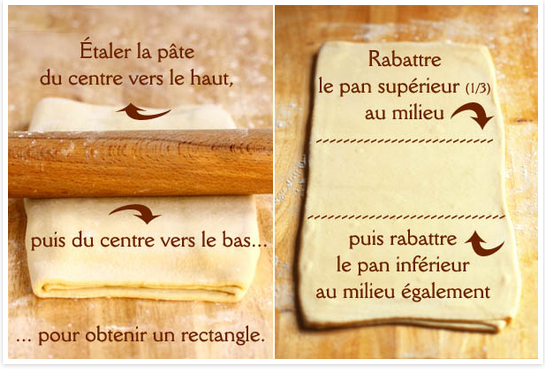 Étaler la pâte
du centre vers le haut,
puis du centre vers le bas...
... pour obtenir un rectangle.
Rabattre
le pan supérieur (1/3)
au milieu
puis rabattre
le pan inférieur
au milieu également